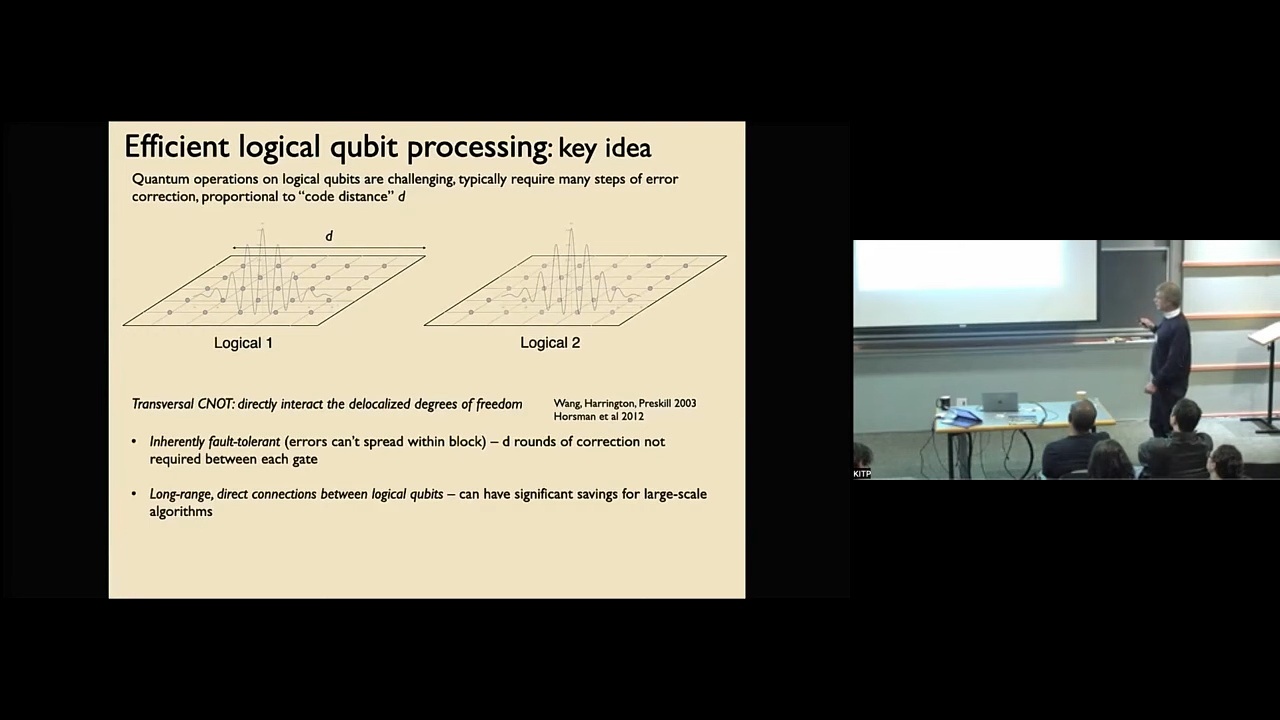 Efficient logical qubit processing: key idea
Quantum operations on logical qubits are challenging, typically require many steps of error
correction, proportional to “code distance” d
d
Logical 1
Logical 2
Transversal CNOT: directly interact the delocalized degrees of freedom
Wang, Harrington, Preskill 2003
Horsman et al 2012
• Inherently fault-tolerant (errors can’t spread within block) – d rounds of correction not
required between each gate
• Long-range, direct connections between logical qubits – can have significant savings for large-scale
algorithms
KITP